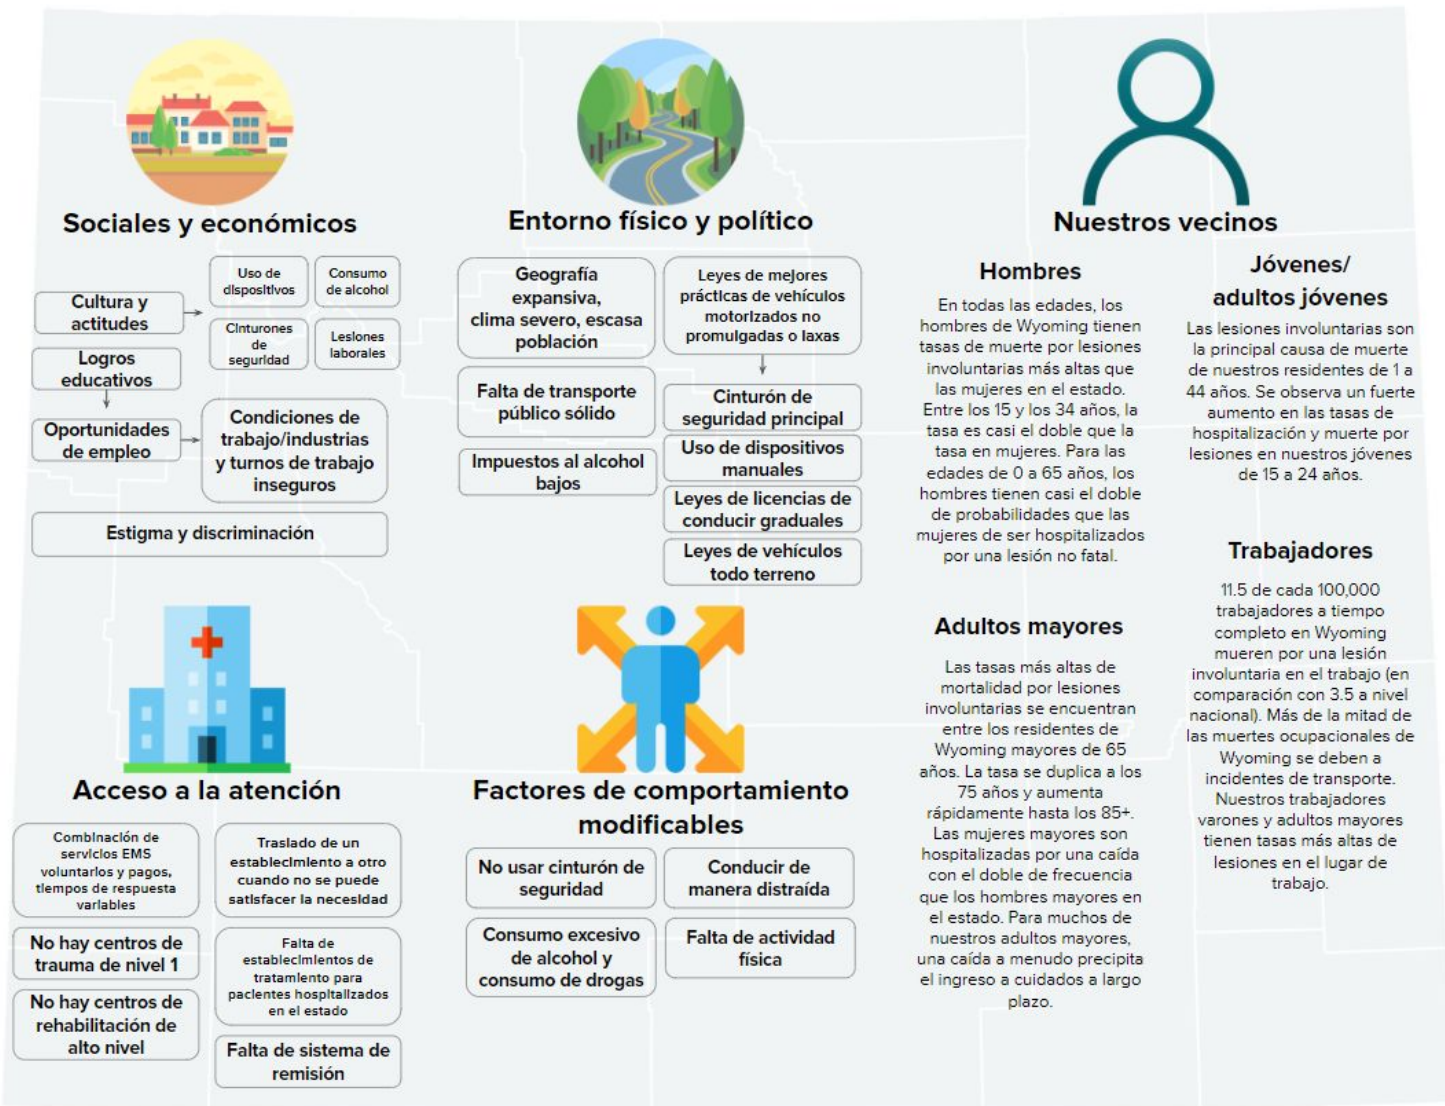 Sociales y económicos
Cultura y
actitudes
Uso de
dispositivos
Consumo
de alcohol
Cinturones
de
seguridad
Lesiones
laborales
Logros
educativos
Oportunidades
de empleo
Condiciones de
trabajo/industrias
y turnos de trabajo
inseguros
Estigma y discriminación
Entorno físico y político
Geografía
expansiva,
clima severo, escasa
población
Falta de transporte
público sólido
Impuestos al alcohol
bajos
Leyes de mejores
prácticas de vehículos
motorizados no
promulgadas o laxas
Cinturón de
seguridad principal
Uso de dispositivos
manuales
Leyes de licencias de
conducir graduales
Leyes de vehículos
todo terreno
Nuestros vecinos
Hombres
En todas las edades, los
hombres de Wyoming tienen
tasas de muerte por lesiones
involuntarias más altas que
las mujeres en el estado.
Entre los 15 y los 34 años, la
tasa es casi el doble que la
tasa en mujeres. Para las
edades de 0 a 65 años, los
hombres tienen casi el doble
de probabilidades que las
mujeres de ser hospitalizados
por una lesión no fatal.
Jóvenes/
adultos jóvenes
Las lesiones involuntarias son
la principal causa de muerte
de nuestros residentes de 1 a
44 años. Se observa un fuerte
aumento en las tasas de
hospitalización y muerte por
lesiones en nuestros jóvenes
de 15 a 24 años.
Adultos mayores
Las tasas más altas de
mortalidad por lesiones
involuntarias se encuentran
entre los residentes de
Wyoming mayores de 65
años. La tasa se duplica a los
75 años y aumenta
rápidamente hasta los 85+.
Las mujeres mayores son
hospitalizadas por una caída
con el doble de frecuencia
que los hombres mayores en
el estado. Para muchos de
nuestros adultos mayores,
una caída a menudo precipita
el ingreso a cuidados a largo
plazo.
Trabajadores
11.5 de cada 100,000
trabajadores a tiempo
completo en Wyoming
mueren por una lesión
involuntaria en el trabajo (en
comparación con 3.5 a nivel
nacional). Más de la mitad de
las muertes ocupacionales de
Wyoming se deben a
incidentes de transporte.
Nuestros trabajadores
varones y adultos mayores
tienen tasas más altas de
lesiones en el lugar de
trabajo.
Acceso a la atención
Combinación de
servicios EMS
voluntarios y pagos,
tiempos de respuesta
variables
No hay centros de
trauma de nivel 1
No hay centros de
rehabilitación de
alto nivel
Traslado de un
establecimiento a otro
cuando no se puede
satisfacer la necesidad
Falta de
establecimientos de
tratamiento para
pacientes hospitalizados
en el estado
Falta de sistema de
remisión
Factores de comportamiento
modificables
No usar cinturón de
seguridad
Conducir de
manera distraída
Consumo excesivo
de alcohol y
consumo de drogas
Falta de actividad
física